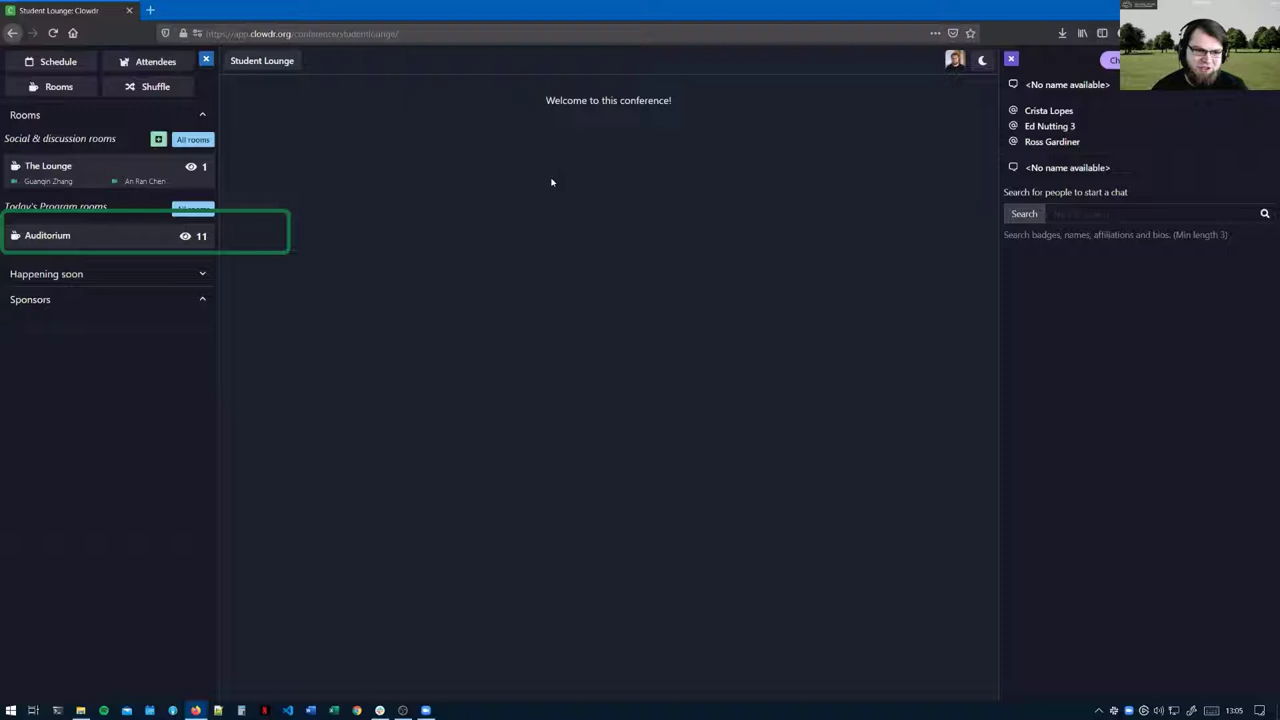 Student Lounge: Clowdr
https://app.clowdr.org/conference/studentlounge/
Schedule
Attendees
Rooms
Shuffle
Rooms
Social & discussion rooms
All rooms
The Lounge
1
Guanqin Zhang
An Ran Chen
Today's Program rooms
Auditorium
11
Happening soon
Sponsors
Student Lounge
Welcome to this conference!
<No name available>
@ Crista Lopes
@ Ed Nutting 3
@ Ross Gardiner
<No name available>
Search for people to start a chat
Search
Search badges, names, affiliations and bios. (Min length 3)
13:05